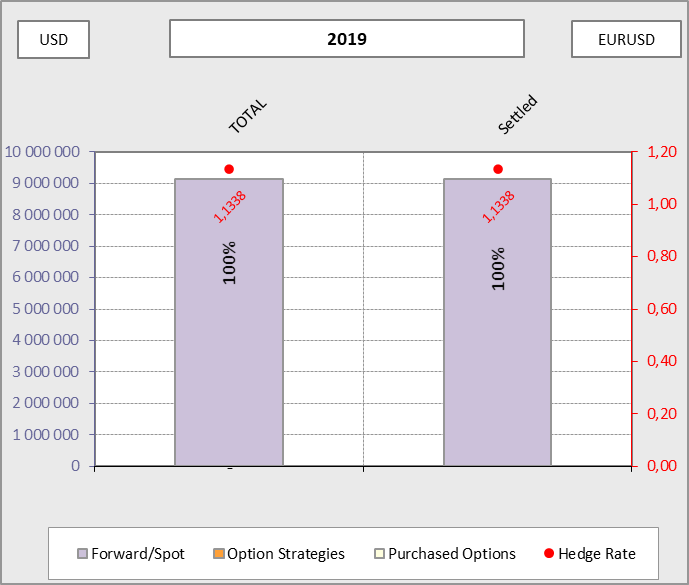 USD
2019
EURUSD
TOTAL
Settled
10 000 000
9 000 000
8 000 000
7 000 000
6 000 000
5 000 000
4 000 000
3 000 000
2 000 000
1 000 000
0
1,20
1,00
0,80
0,60
0,40
0,20
0,00
1,1338
100%
1,1338
100%
-
Forward/Spot Option Strategies Purchased Options Hedge Rate